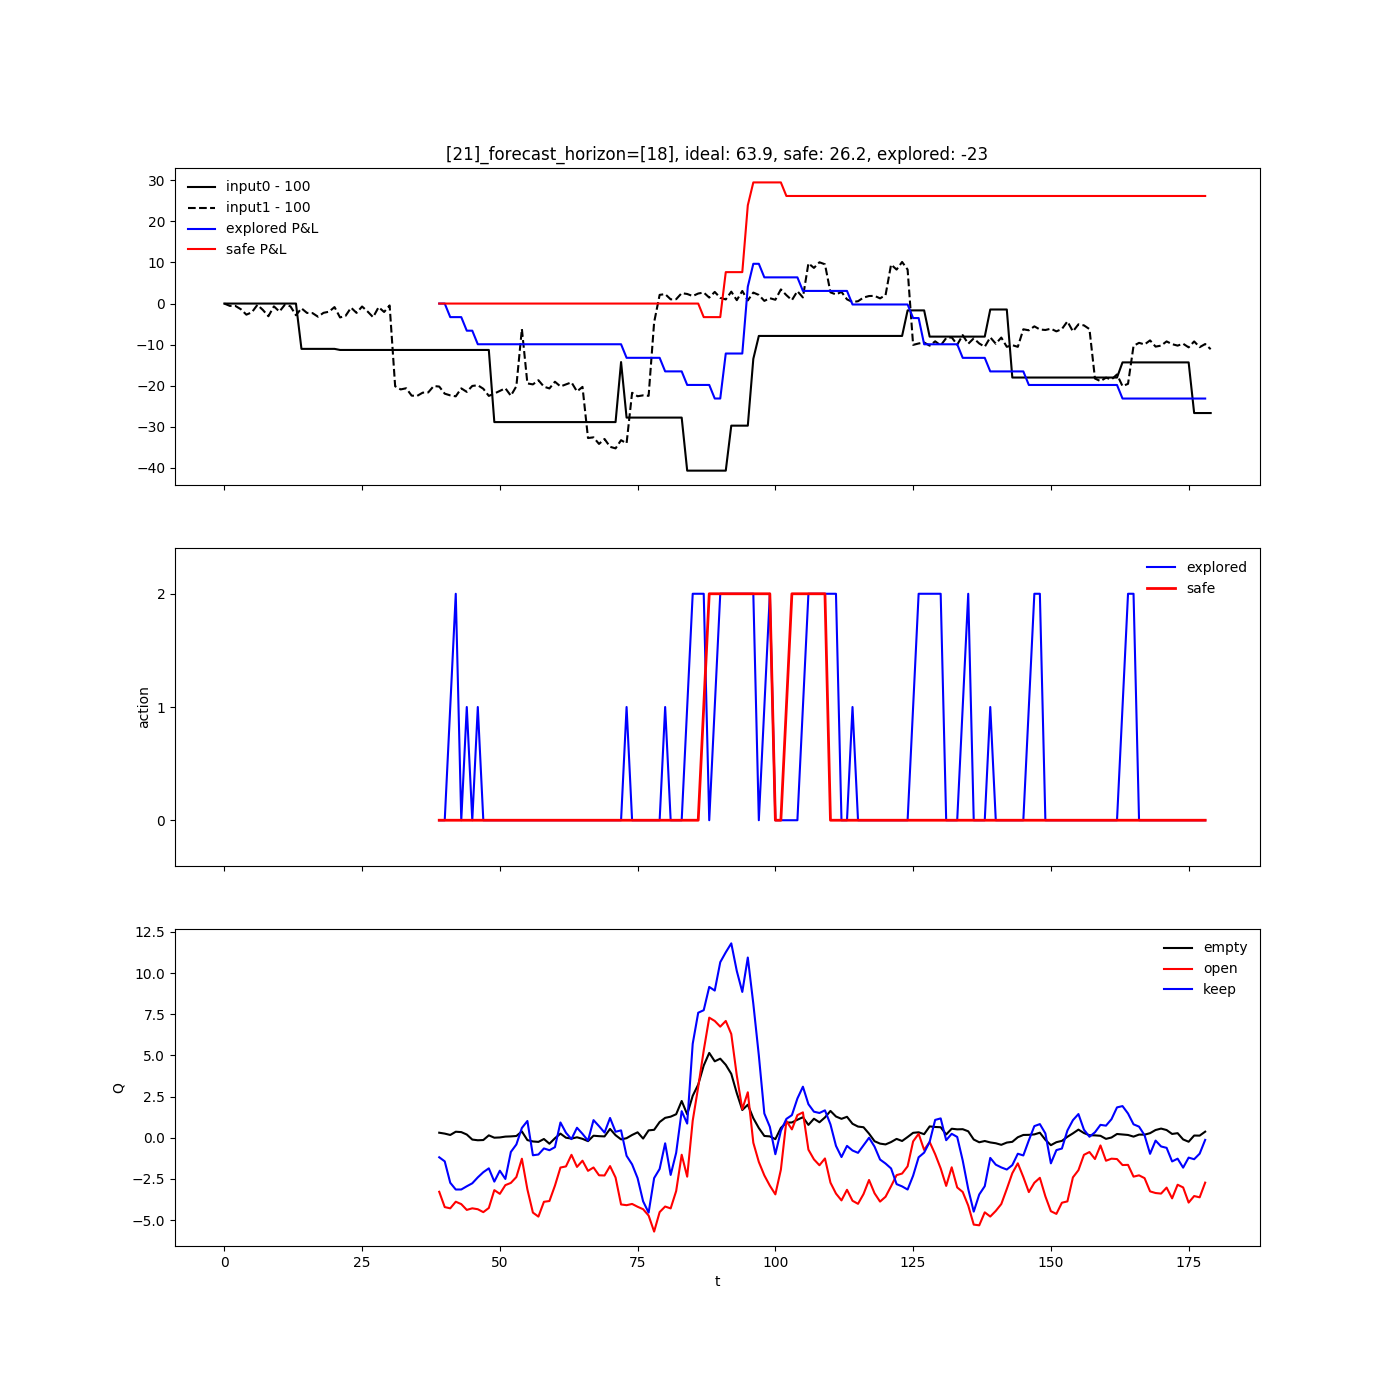 [21]_forecast_horizon=[18], ideal: 63.9, safe: 26.2, explored: -23
30
20
10
0
−10
−20
−30
−40
input0 - 100
input1 - 100
explored P&L
safe P&L
2
1
0
action
explored
safe
12.5
10.0
7.5
5.0
2.5
0.0
−2.5
−5.0
Q
empty
open
keep
0 25 50 75 100 125 150 175
t